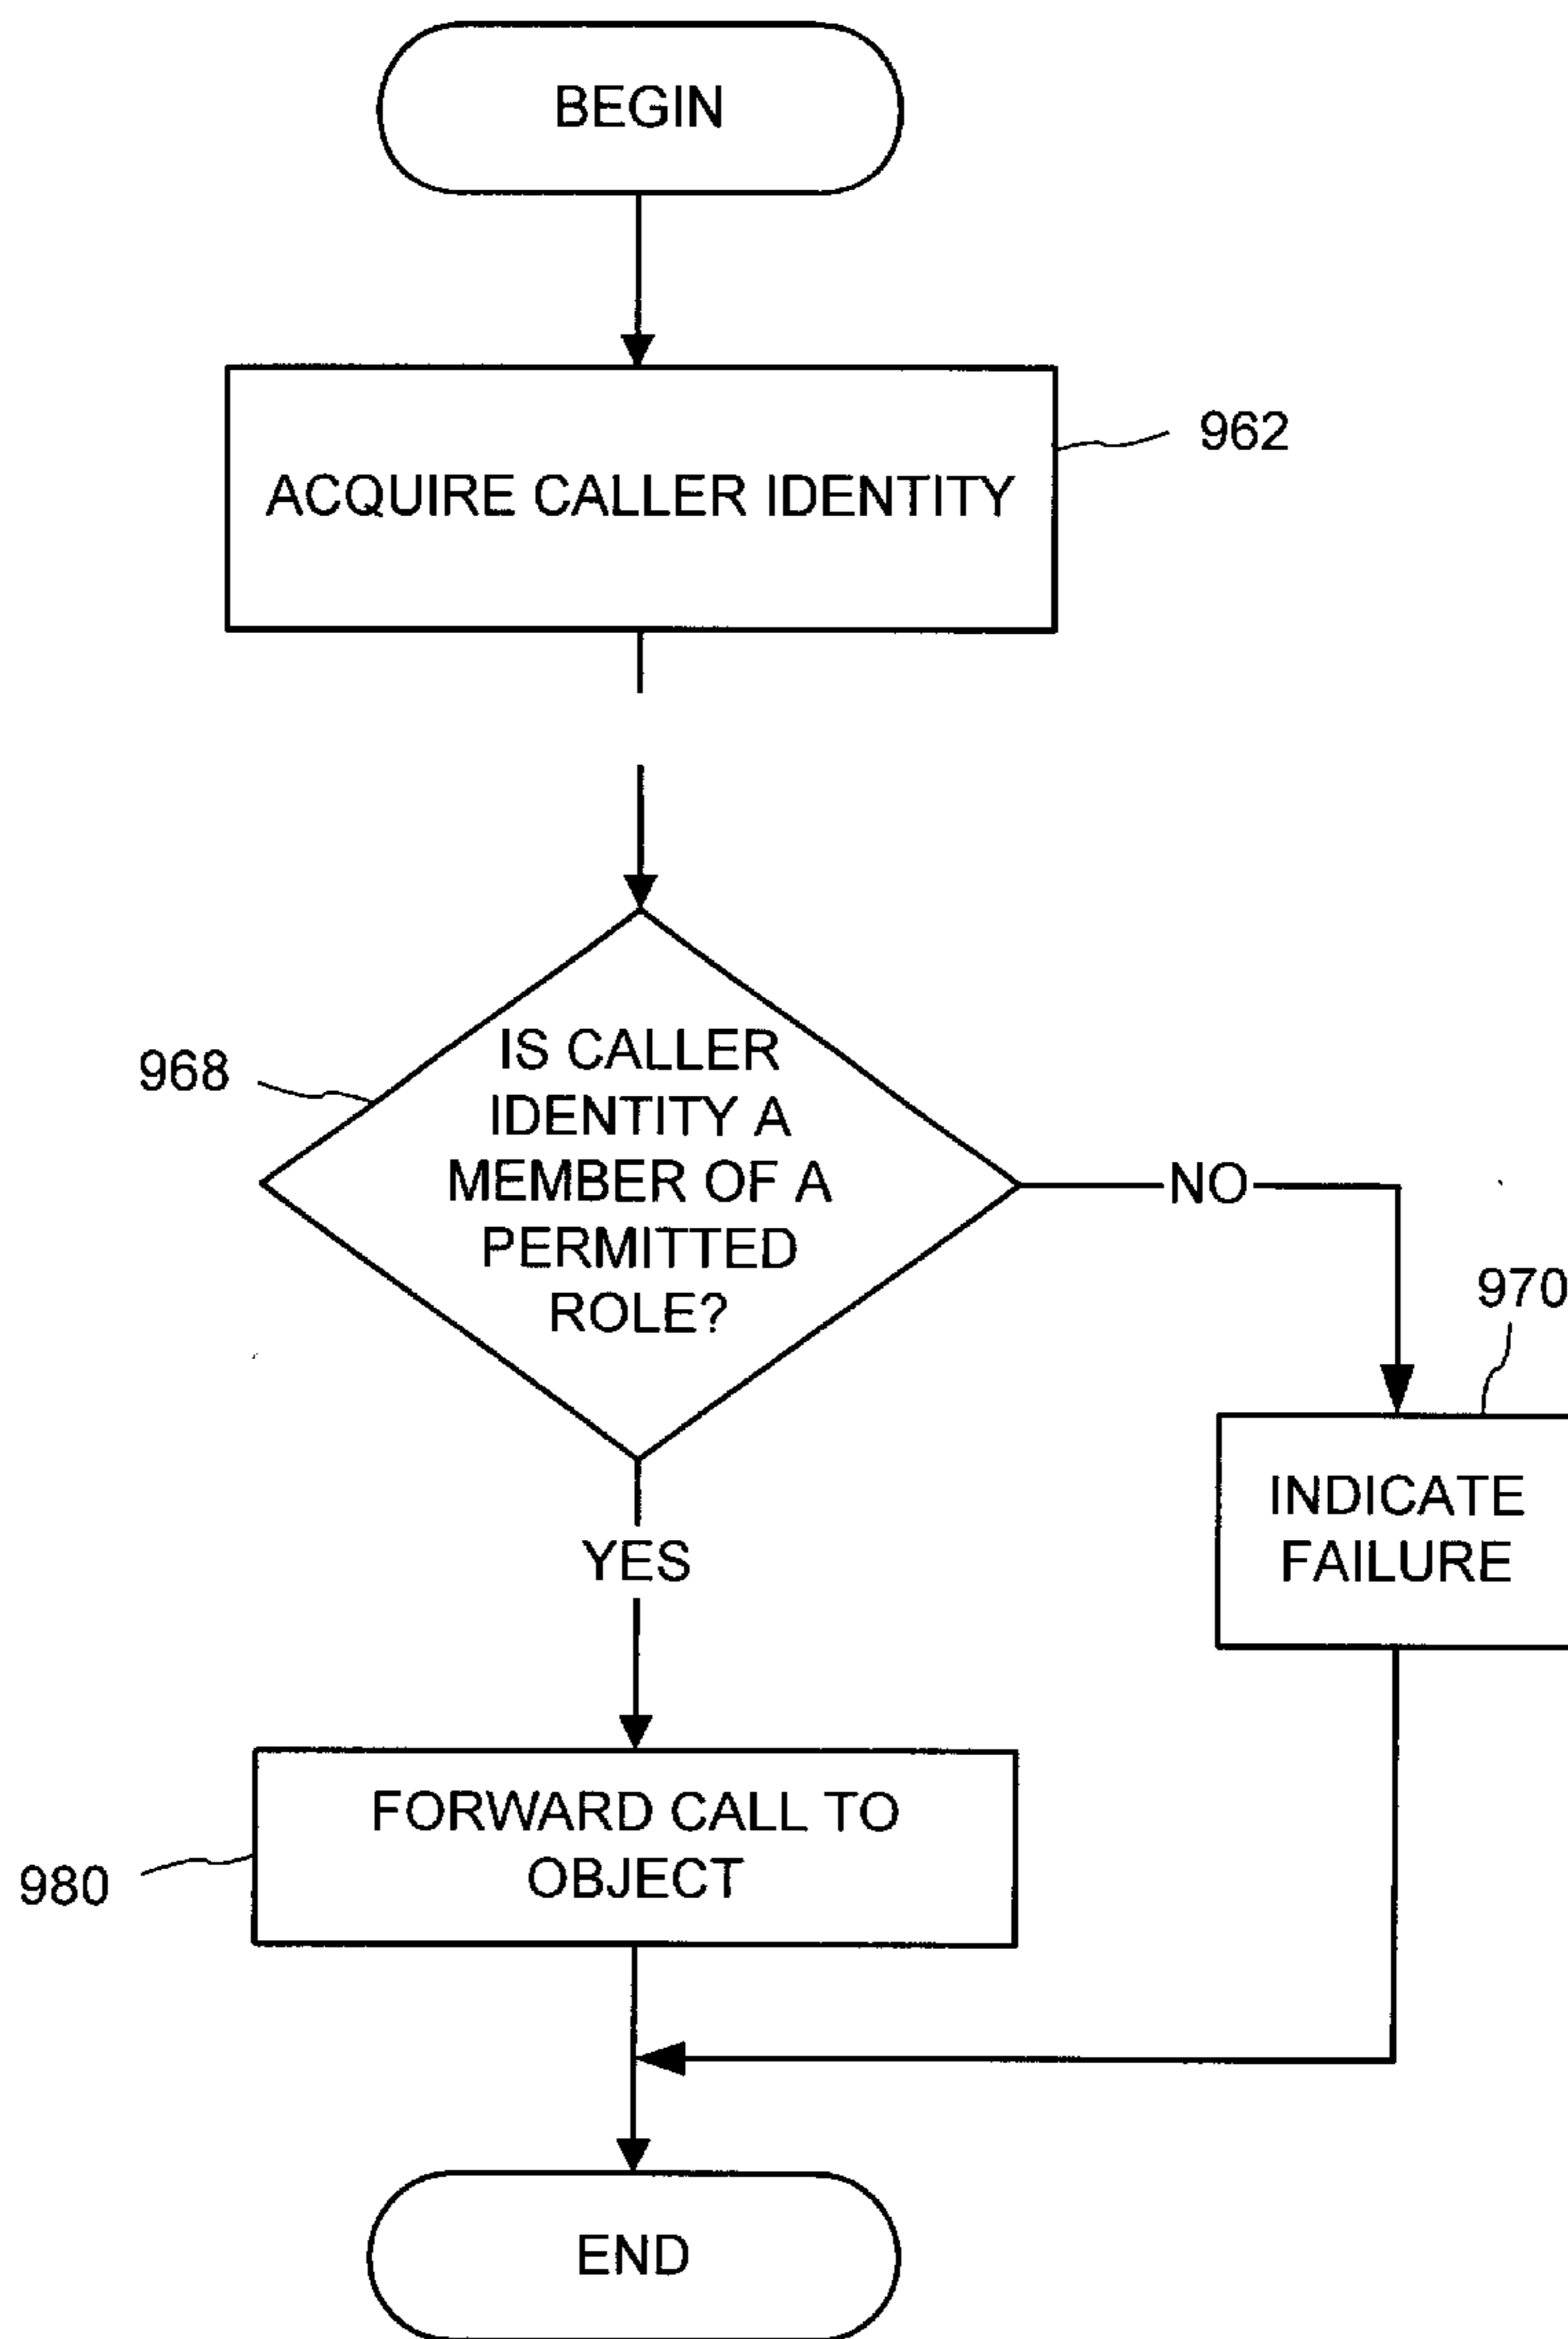 BEGIN
ACQUIRE CALLER IDENTITY
962
968
IS CALLER
IDENTITY A
MEMBER OF A
PERMITTED
ROLE?
NO
970
INDICATE
FAILURE
YES
FORWARD CALL TO
OBJECT
980
END